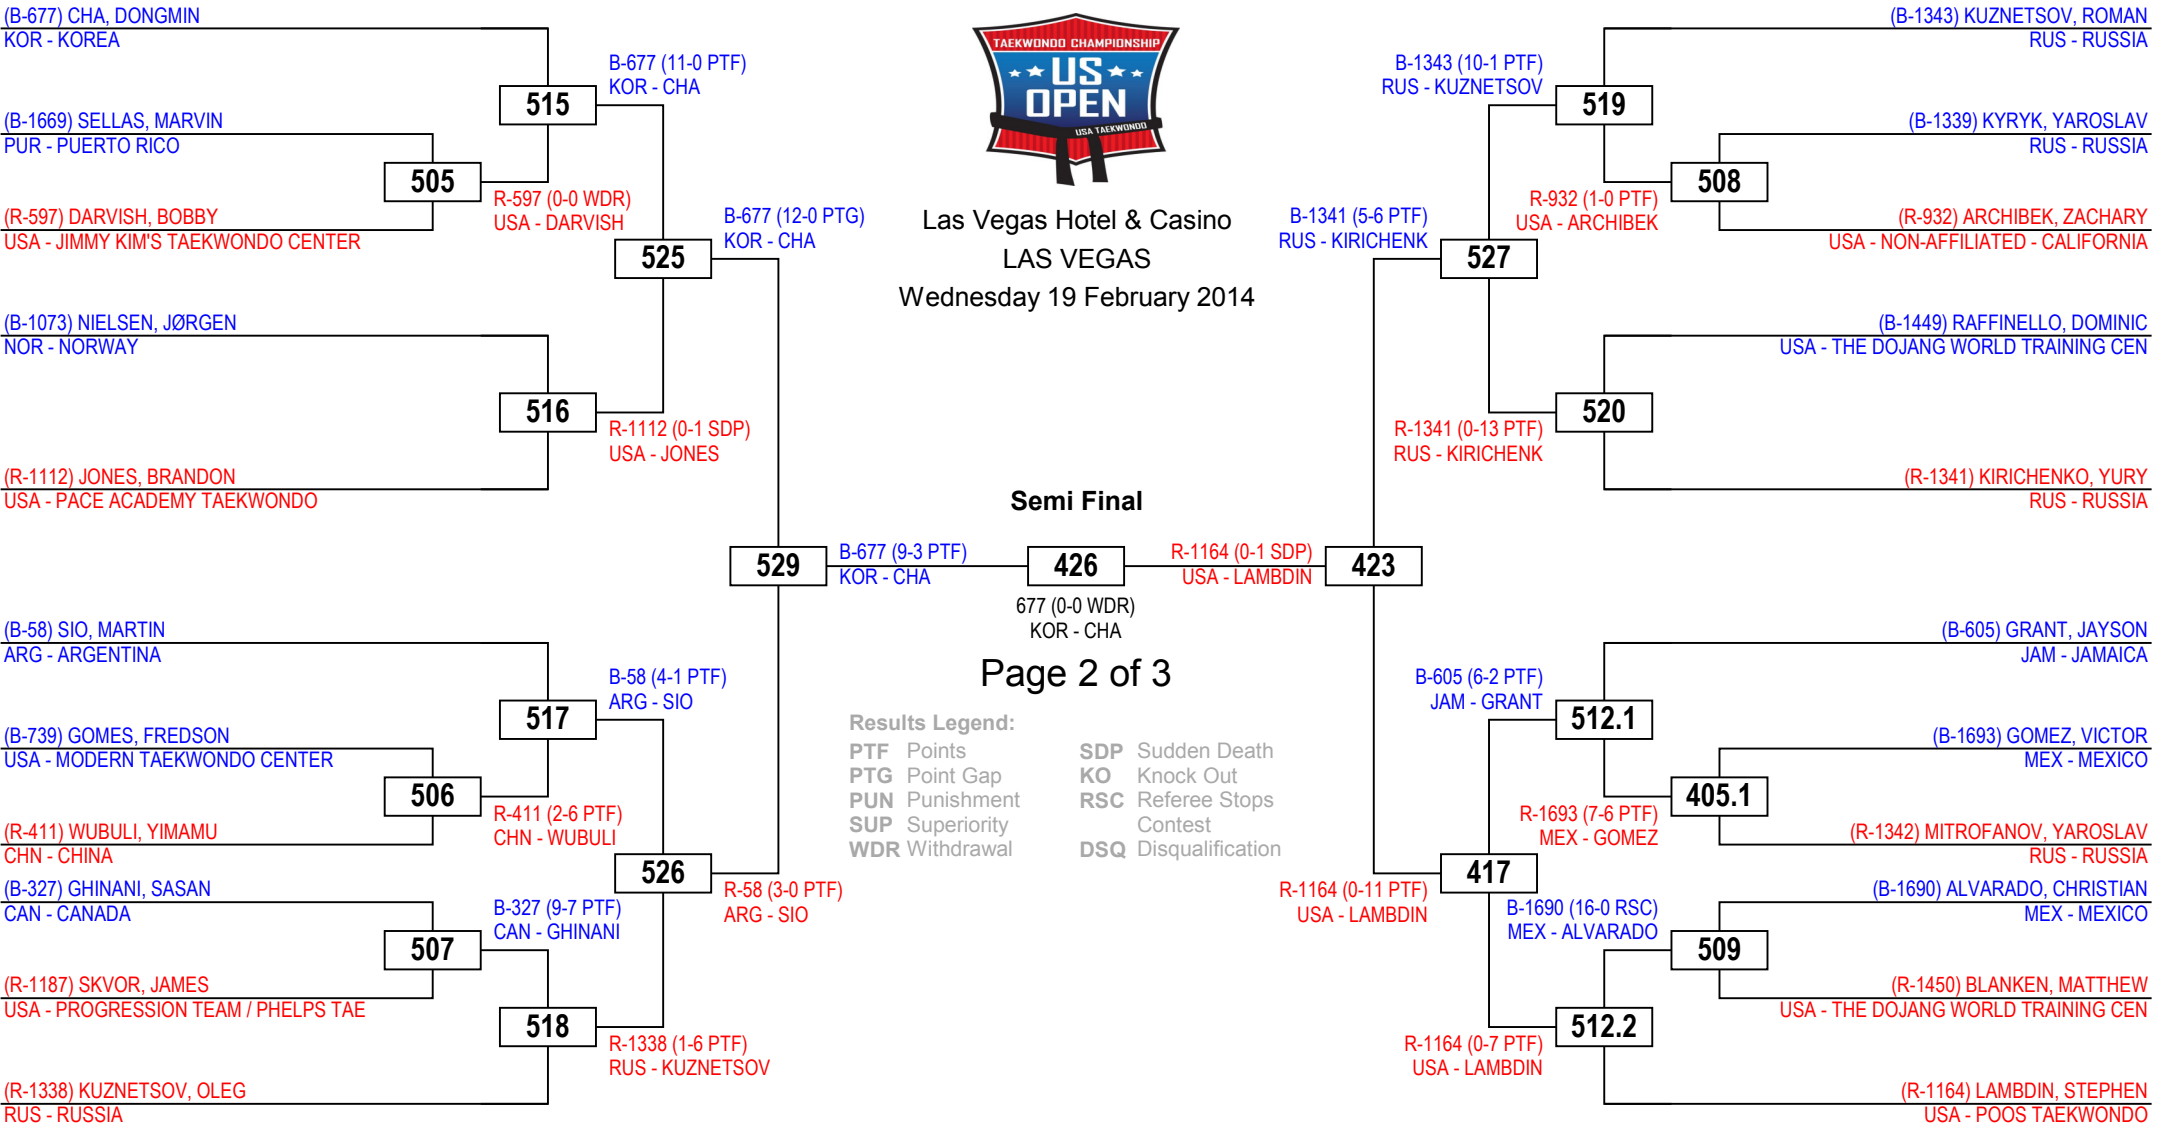 (B-677) CHA, DONGMIN
KOR - KOREA
B-677 (11-0 PTF)
KOR - CHA
515
(B-1669) SELLAS, MARVIN
PUR - PUERTO RICO
505
R-597 (0-0 WDR)
USA - DARVISH
(R-597) DARVISH, BOBBY
USA - JIMMY KIM'S TAEKWONDO CENTER
B-677 (12-0 PTG)
KOR - CHA
525
(B-1073) NIELSEN, JØRGEN
NOR - NORWAY
516
R-1112 (0-1 SDP)
USA - JONES
(R-1112) JONES, BRANDON
USA - PACE ACADEMY TAEKWONDO
529
B-677 (9-3 PTF)
KOR - CHA
(B-58) SIO, MARTIN
ARG - ARGENTINA
B-58 (4-1 PTF)
ARG - SIO
517
(B-739) GOMES, FREDSON
USA - MODERN TAEKWONDO CENTER
506
R-411 (2-6 PTF)
CHN - WUBULI
(R-411) WUBULI, YIMAMU
CHN - CHINA
526
R-58 (3-0 PTF)
ARG - SIO
(B-327) GHINANI, SASAN
CAN - CANADA
B-327 (9-7 PTF)
CAN - GHINANI
507
(R-1187) SKVOR, JAMES
USA - PROGRESSION TEAM / PHELPS TAE
518
R-1338 (1-6 PTF)
RUS - KUZNETSOV
(R-1338) KUZNETSOV, OLEG
RUS - RUSSIA
TAEKWONDO CHAMPIONSHIP
US
OPEN
USA TAEKWONDO
Las Vegas Hotel & Casino
LAS VEGAS
Wednesday 19 February 2014
Semi Final
426
677 (0-0 WDR)
KOR - CHA
Page 2 of 3
Results Legend:
PTF Points
PTG Point Gap
PUN Punishment
SUP Superiority
WDR Withdrawal
SDP Sudden Death
KO Knock Out
RSC Referee Stops
Contest
DSQ Disqualification
(B-1343) KUZNETSOV, ROMAN
RUS - RUSSIA
B-1343 (10-1 PTF)
RUS - KUZNETSOV
519
(B-1339) KYRYK, YAROSLAV
RUS - RUSSIA
508
R-932 (1-0 PTF)
USA - ARCHIBEK
(R-932) ARCHIBEK, ZACHARY
USA - NON-AFFILIATED - CALIFORNIA
B-1341 (5-6 PTF)
RUS - KIRICHENK
527
(B-1449) RAFFINELLO, DOMINIC
USA - THE DOJANG WORLD TRAINING CEN
520
R-1341 (0-13 PTF)
RUS - KIRICHENK
(R-1341) KIRICHENKO, YURY
RUS - RUSSIA
R-1164 (0-1 SDP)
USA - LAMBDIN
423
(B-605) GRANT, JAYSON
JAM - JAMAICA
B-605 (6-2 PTF)
JAM - GRANT
512.1
(B-1693) GOMEZ, VICTOR
MEX - MEXICO
405.1
R-1693 (7-6 PTF)
MEX - GOMEZ
(R-1342) MITROFANOV, YAROSLAV
RUS - RUSSIA
417
R-1164 (0-11 PTF)
USA - LAMBDIN
(B-1690) ALVARADO, CHRISTIAN
MEX - MEXICO
B-1690 (16-0 RSC)
MEX - ALVARADO
509
(R-1450) BLANKEN, MATTHEW
USA - THE DOJANG WORLD TRAINING CEN
512.2
R-1164 (0-7 PTF)
USA - LAMBDIN
(R-1164) LAMBDIN, STEPHEN
USA - POOS TAEKWONDO